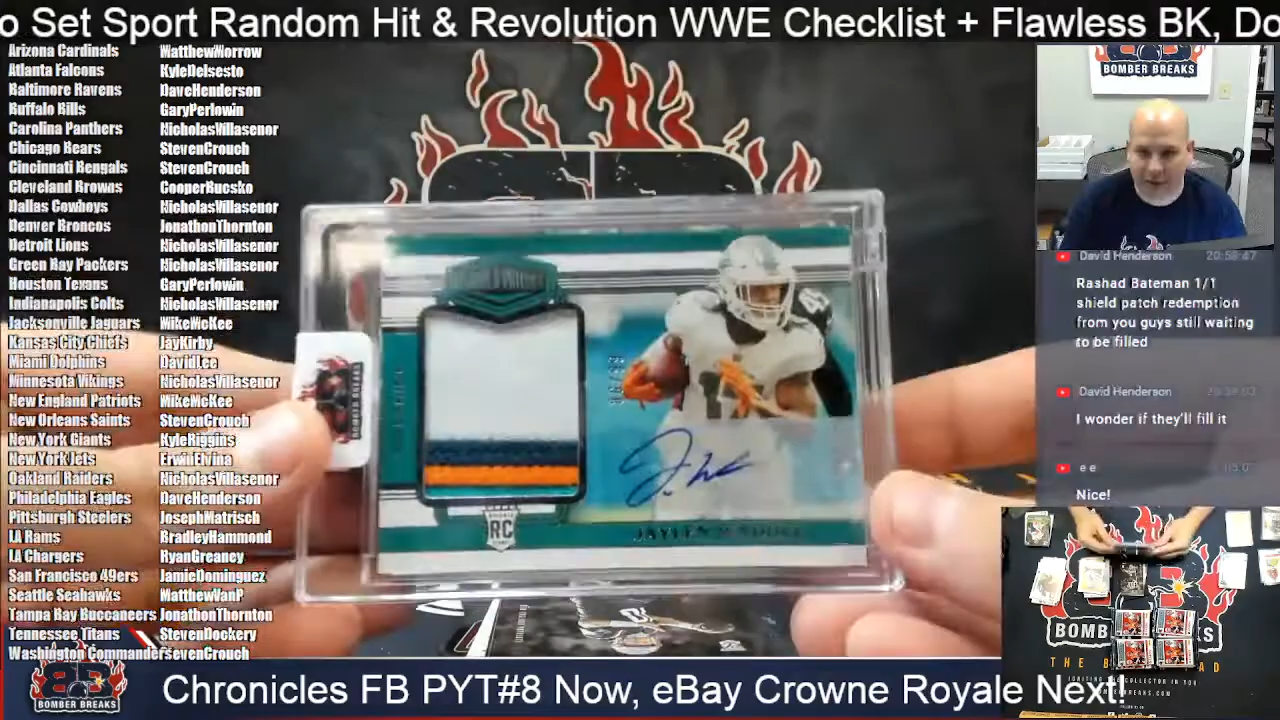 o Set Sport Random Hit & Revolution WWE Checklist + Flawless BK, Do
Arizona Cardinals MatthewMorrow
Atlanta Falcons KyleDelsesto
Baltimore Ravens DaveHenderson
Buffalo Bills GaryPerlowin
Carolina Panthers NicholasVillasenor
Chicago Bears StevenCrouch
Cincinnati Bengals StevenCrouch
Cleveland Browns CooperBucsko
Dallas Cowboys NicholasVillasenor
Denver Broncos JonathonThornton
Detroit Lions NicholasVillasenor
Green Bay Packers NicholasVillasenor
Houston Texans GaryPerlowin
Indianapolis Colts NicholasVillasenor
Jacksonville Jaguars MikeMcKee
Kansas City Chiefs JayKirby
Miami Dolphins DavidLee
Minnesota Vikings NicholasVillasenor
New England Patriots MikeMcKee
New Orleans Saints StevenCrouch
New York Giants KyleRiggins
New York Jets ErwinElvina
Oakland Raiders NicholasVillasenor
Philadelphia Eagles DaveHenderson
Pittsburgh Steelers JosephMatrisch
LA Rams BradleyHammond
LA Chargers RyanGreaney
San Francisco 49ers JamieDominguez
Seattle Seahawks MatthewVanP
Tampa Bay Buccaneers JonathonThornton
Tennessee Titans StevenDockery
Washington Commanders SevenCrouch
RC
JAYLEN WADDLE
BOMBER BREAKS
David Henderson 20:58:47
Rashad Bateman 1/1
shield patch redemption
from you guys still waiting
to be filled
David Henderson
I wonder if they'll fill it
e e
Nice!
BOMB KS
BOMBER BREAKS
Chronicles FB PYT#8 Now, eBay Crowne Royale Next!!